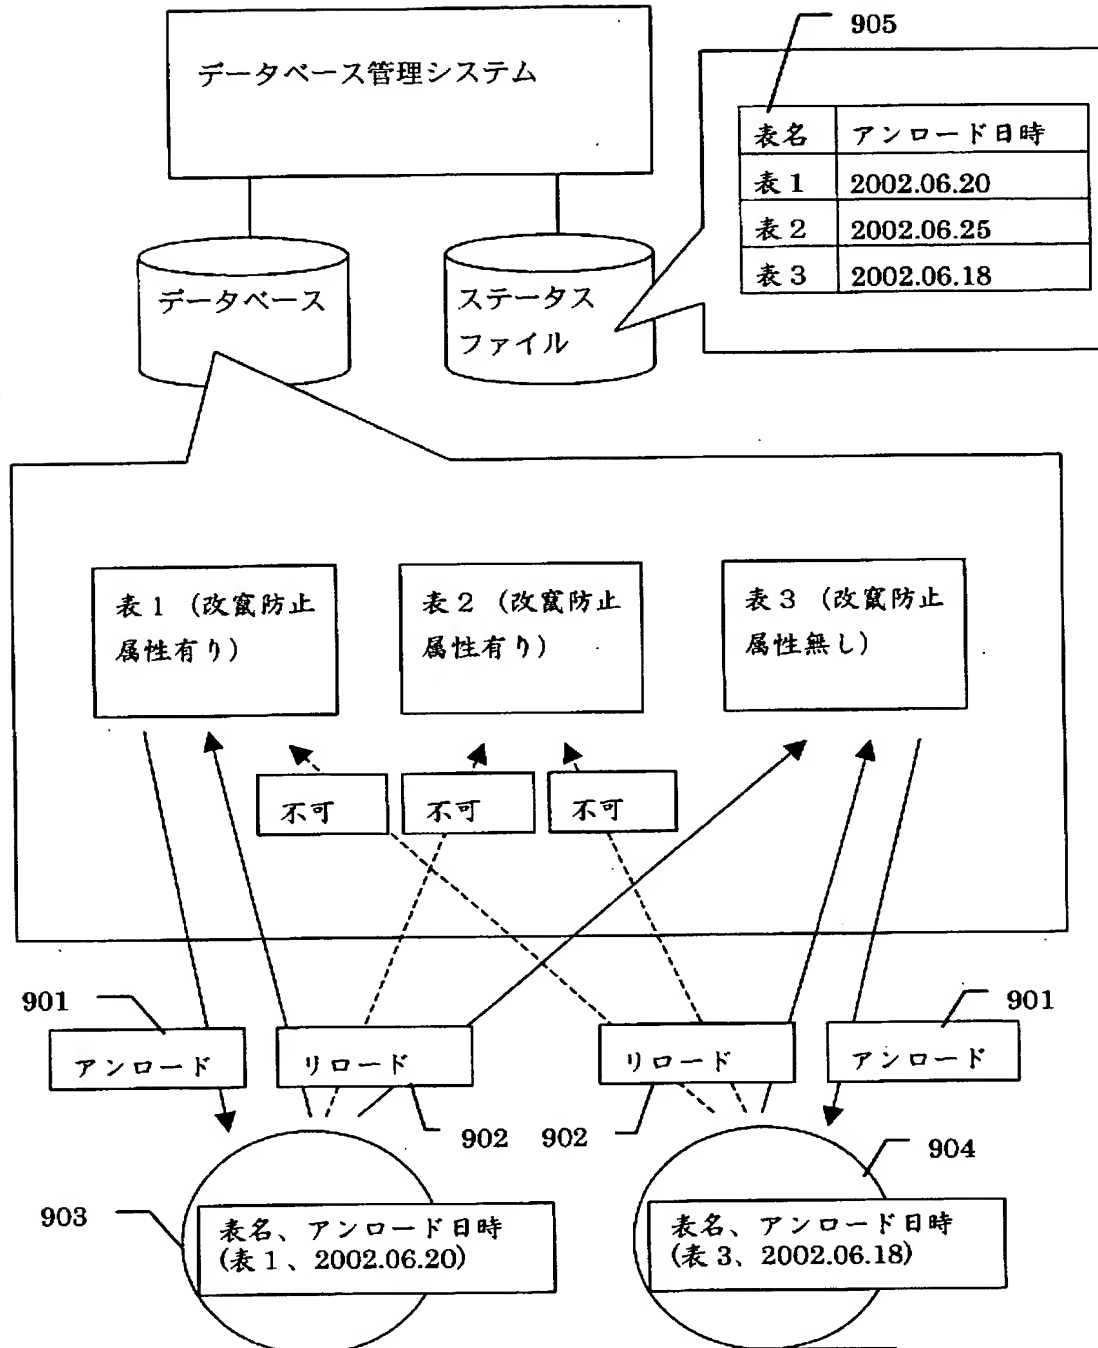 905
データベース管理システム
表名 アンロード日時
表1 2002.06.20
表2 2002.06.25
表3 2002.06.18
データベース
ステータス
ファイル
表1(改竄防止
属性有り)
表2(改竄防止
属性有り)
表3(改竄防止
属性無し)
不可
不可
不可
901
901
アンロード
リロード
リロード
アンロード
902
902
904
903
表名、アンロード日時
(表1、2002.06.20)
表名、アンロード日時
(表3、2002.06.18)